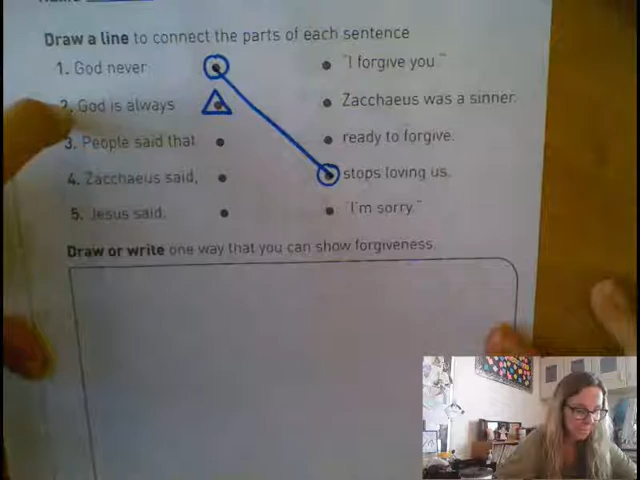 Draw a line to connect the parts of each sentence
1. God never
"I forgive you."
2. God is always
Zacchaeus was a sinner.
3. People said that
ready to forgive.
4. Zacchaeus said,
stops loving us.
5. Jesus said,
"I'm sorry."
Draw or write one way that you can show forgiveness.